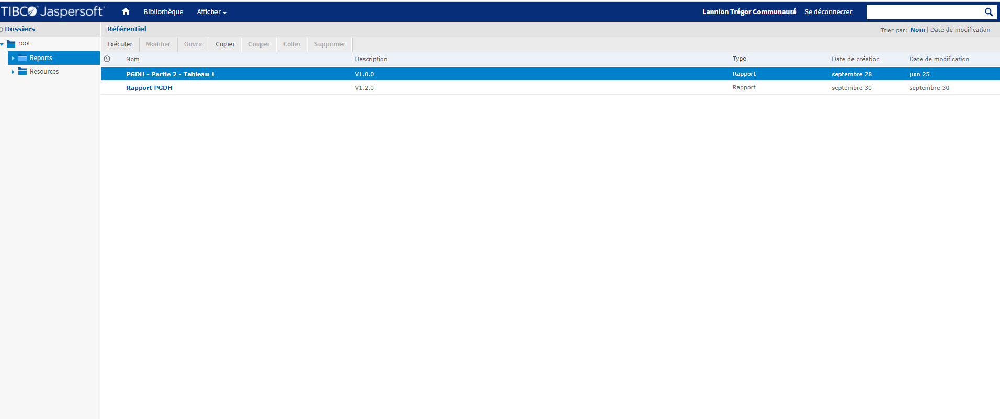 TIBCO Jaspersoft Bibliothèque Afficher Lannion Trégor Communauté Se déconnecter
Dossiers
root
Reports
Resources
Référentiel Trier par: Nom | Date de modification
Exécuter Modifier Ouvrir Copier Couper Coller Supprimer
Nom Description Type Date de création Date de modification
PGDH - Partie 2 - Tableau 1 V1.0.0 Rapport septembre 28 juin 25
Rapport PGDH V1.2.0 Rapport septembre 30 septembre 30